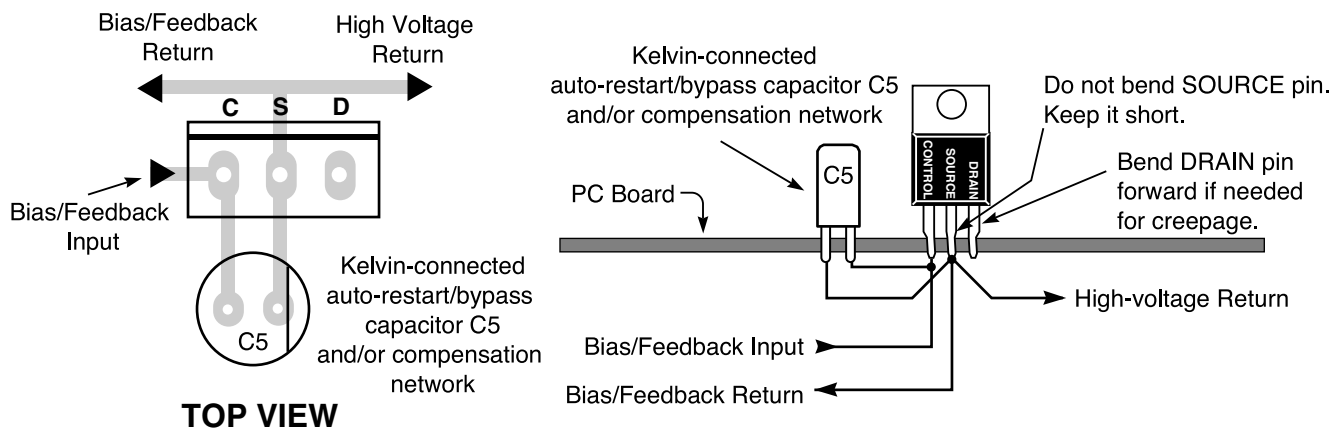 Bias/Feedback
Return
High Voltage
Return
C S D
Bias/Feedback
Input
C5
Kelvin-connected
auto-restart/bypass
capacitor C5
and/or compensation
network
TOP VIEW
Kelvin-connected
auto-restart/bypass capacitor C5
and/or compensation network
Do not bend SOURCE pin.
Keep it short.
Bend DRAIN pin
forward if needed
for creepage.
PC Board
C5
CONTROL
SOURCE
DRAIN
High-voltage Return
Bias/Feedback Input
Bias/Feedback Return